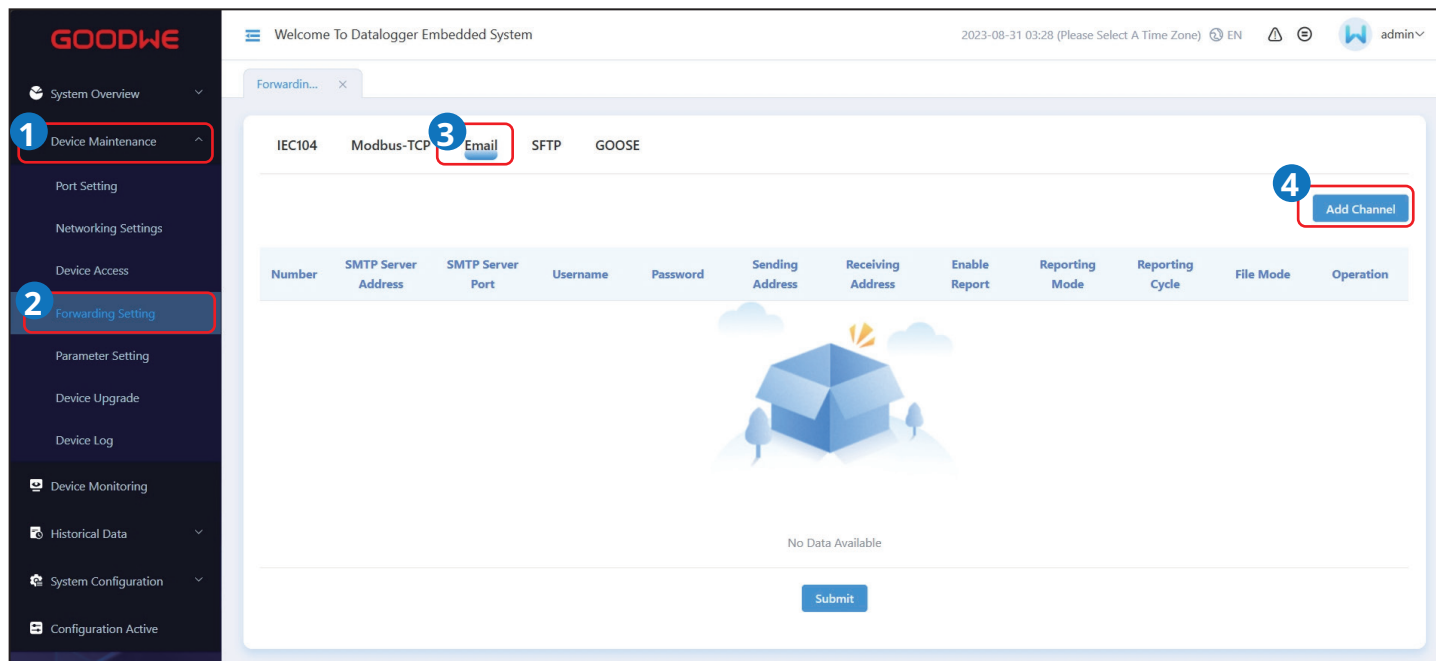 GOODWE
Welcome To Datalogger Embedded System
2023-08-31 03:28 (Please Select A Time Zone) EN
admin
System Overview
1
Device Maintenance
Port Setting
Networking Settings
Device Access
2
Forwarding Setting
Parameter Setting
Device Upgrade
Device Log
Device Monitoring
Historical Data
System Configuration
Configuration Active
Forwardin... ×
IEC104 Modbus-TCP 3 Email SFTP GOOSE
4
Add Channel
Number SMTP Server Address SMTP Server Port Username Password Sending Address Receiving Address Enable Report Reporting Mode Reporting Cycle File Mode Operation
No Data Available
Submit